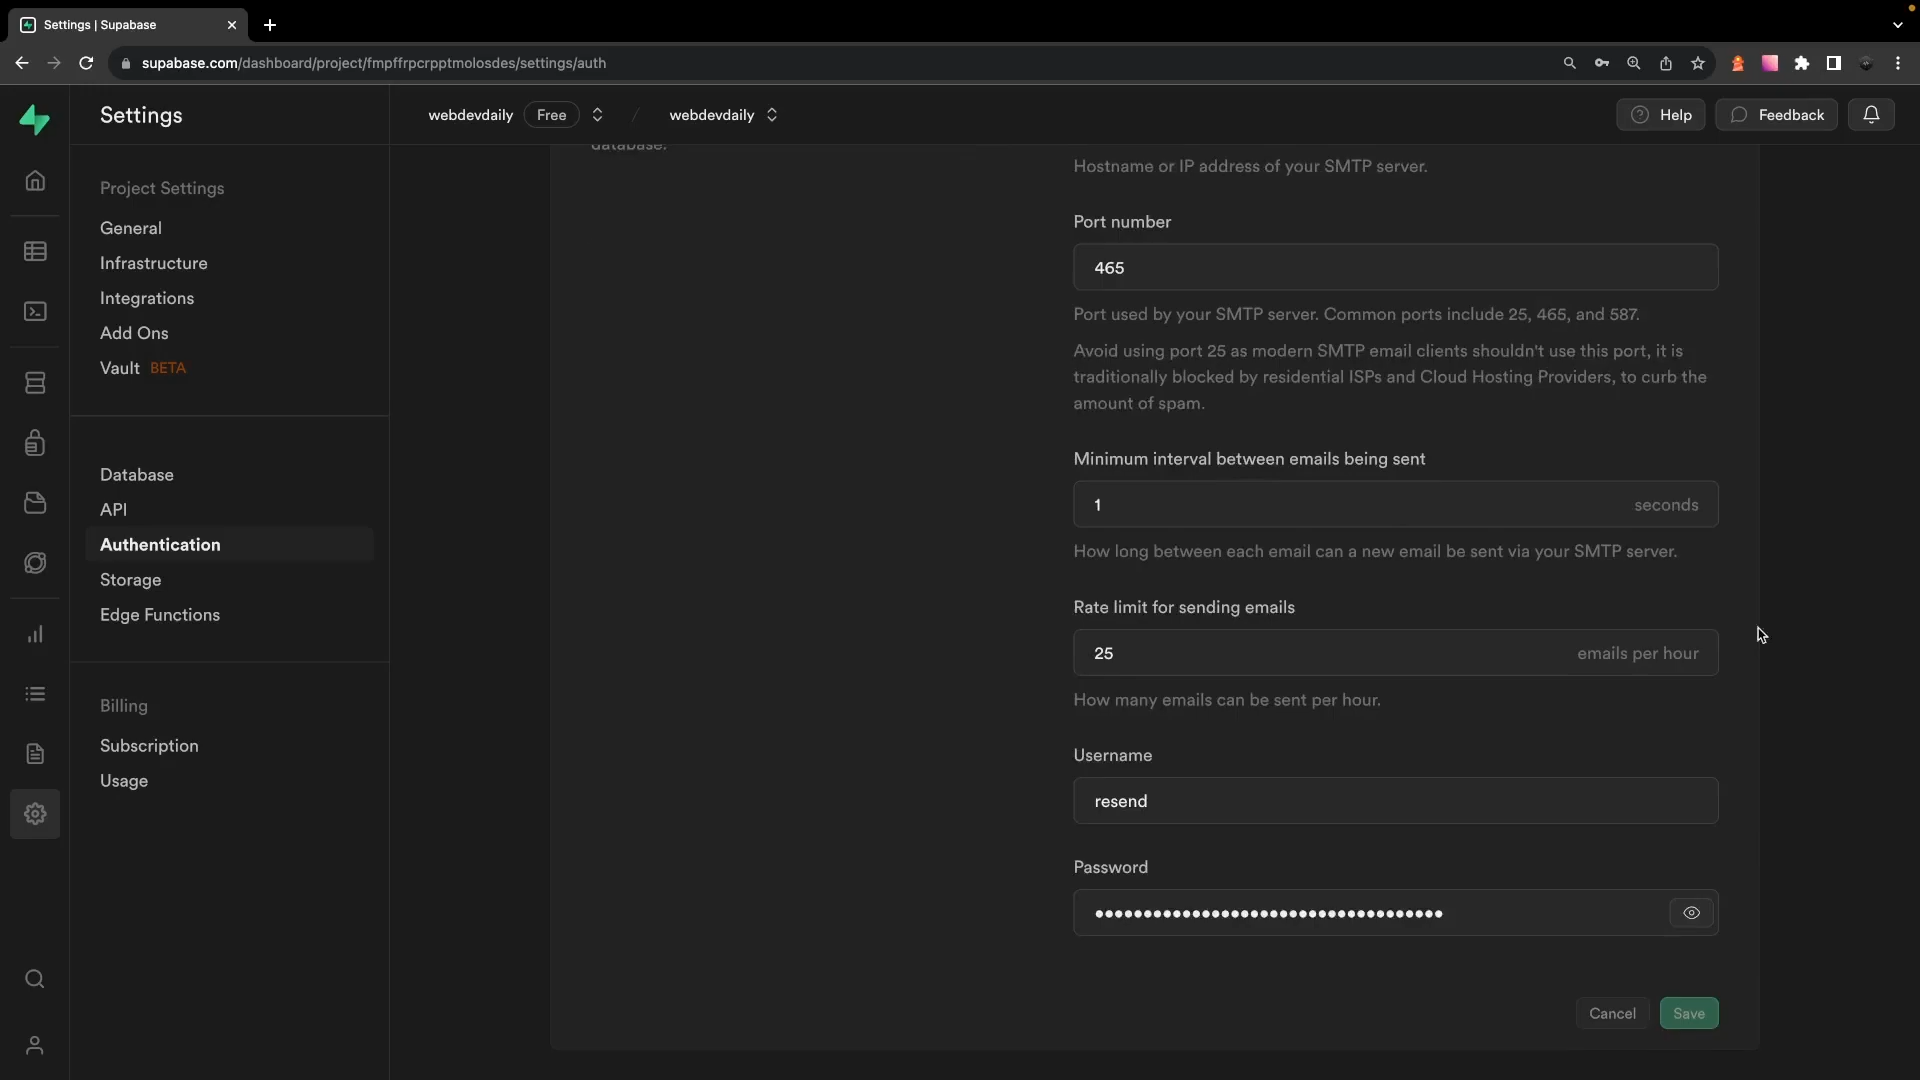 Settings | Supabase
supabase.com/dashboard/project/fmpffrpcrpptmolosdes/settings/auth
Settings
webdevdaily Free / webdevdaily
Help
Feedback
Project Settings
General
Infrastructure
Integrations
Add Ons
Vault BETA
Database
API
Authentication
Storage
Edge Functions
Billing
Subscription
Usage
database.
Hostname or IP address of your SMTP server.
Port number
465
Port used by your SMTP server. Common ports include 25, 465, and 587.
Avoid using port 25 as modern SMTP email clients shouldn't use this port, it is
traditionally blocked by residential ISPs and Cloud Hosting Providers, to curb the
amount of spam.
Minimum interval between emails being sent
1 seconds
How long between each email can a new email be sent via your SMTP server.
Rate limit for sending emails
25 emails per hour
How many emails can be sent per hour.
Username
resend
Password
••••••••••••••••••••••••••••••••••••
Cancel Save